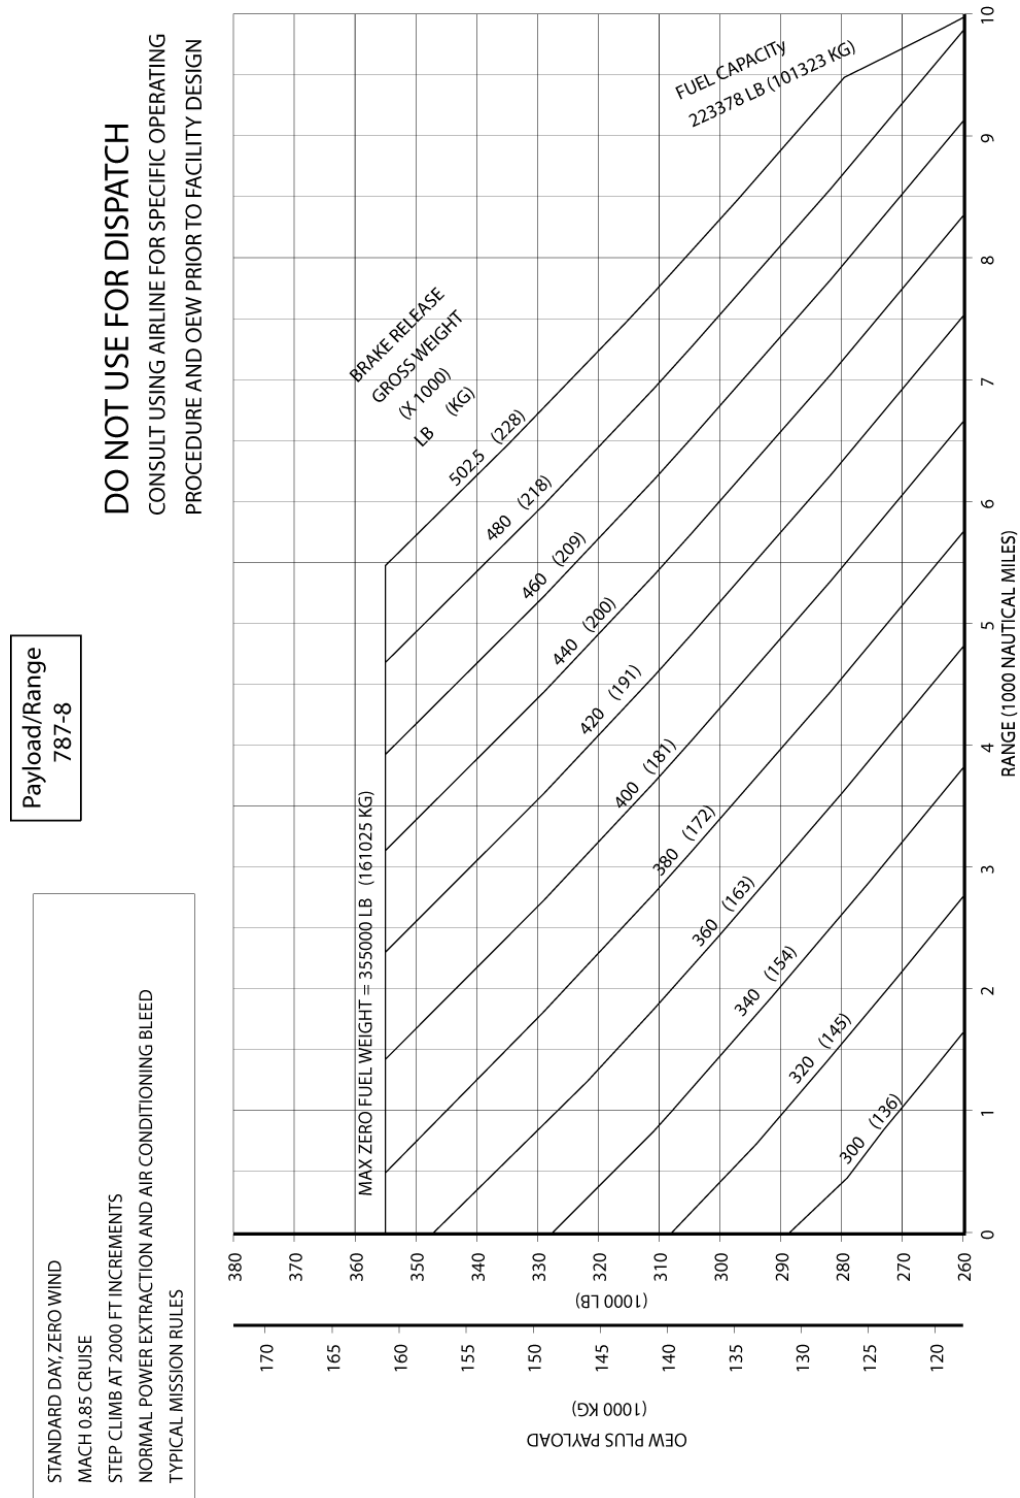 Payload/Range
787-8
STANDARD DAY, ZERO WIND
MACH 0.85 CRUISE
STEP CLIMB AT 2000 FT INCREMENTS
NORMAL POWER EXTRACTION AND AIR CONDITIONING BLEED
TYPICAL MISSION RULES
DO NOT USE FOR DISPATCH
CONSULT USING AIRLINE FOR SPECIFIC OPERATING
PROCEDURE AND OEW PRIOR TO FACILITY DESIGN
OEW PLUS PAYLOAD
(1000 KG)
170
165
160
150
145
140
135
130
125
120
(1000 LB)
380
370
360
350
340
330
320
310
300
290
280
270
260
MAX ZERO FUEL WEIGHT = 355000 LB (161025 KG)
BRAKE RELEASE
GROSS WEIGHT
(X 1000)
LB (KG)
502.5 (228)
480 (218)
460 (209)
440 (200)
420 (191)
400 (181)
380 (172)
360 (163)
340 (154)
320 (145)
300 (136)
FUEL CAPACITy
223378 LB (101323 KG)
0
1
2
3
4
5
6
7
8
9
10
RANGE (1000 NAUTICAL MILES)